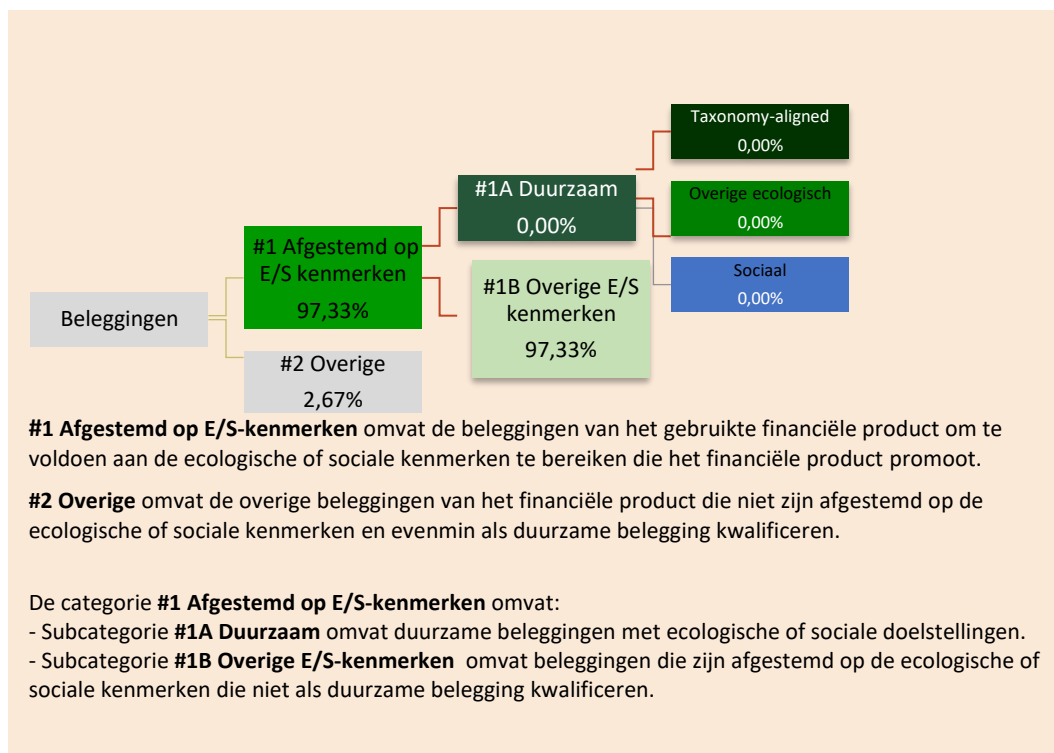 Taxonomy-aligned
0,00%
#1A Duurzaam
0,00%
Overige ecologisch
0,00%
#1 Afgestemd op
E/S kenmerken
97,33%
Sociaal
0,00%
#1B Overige E/S
kenmerken
97,33%
Beleggingen
#2 Overige
2,67%
#1 Afgestemd op E/S-kenmerken omvat de beleggingen van het gebruikte financiële product om te
voldoen aan de ecologische of sociale kenmerken te bereiken die het financiële product promoot.
#2 Overige omvat de overige beleggingen van het financiële product die niet zijn afgestemd op de
ecologische of sociale kenmerken en evenmin als duurzame belegging kwalificeren.
De categorie #1 Afgestemd op E/S-kenmerken omvat:
- Subcategorie #1A Duurzaam omvat duurzame beleggingen met ecologische of sociale doelstellingen.
- Subcategorie #1B Overige E/S-kenmerken omvat beleggingen die zijn afgestemd op de ecologische of
sociale kenmerken die niet als duurzame belegging kwalificeren.